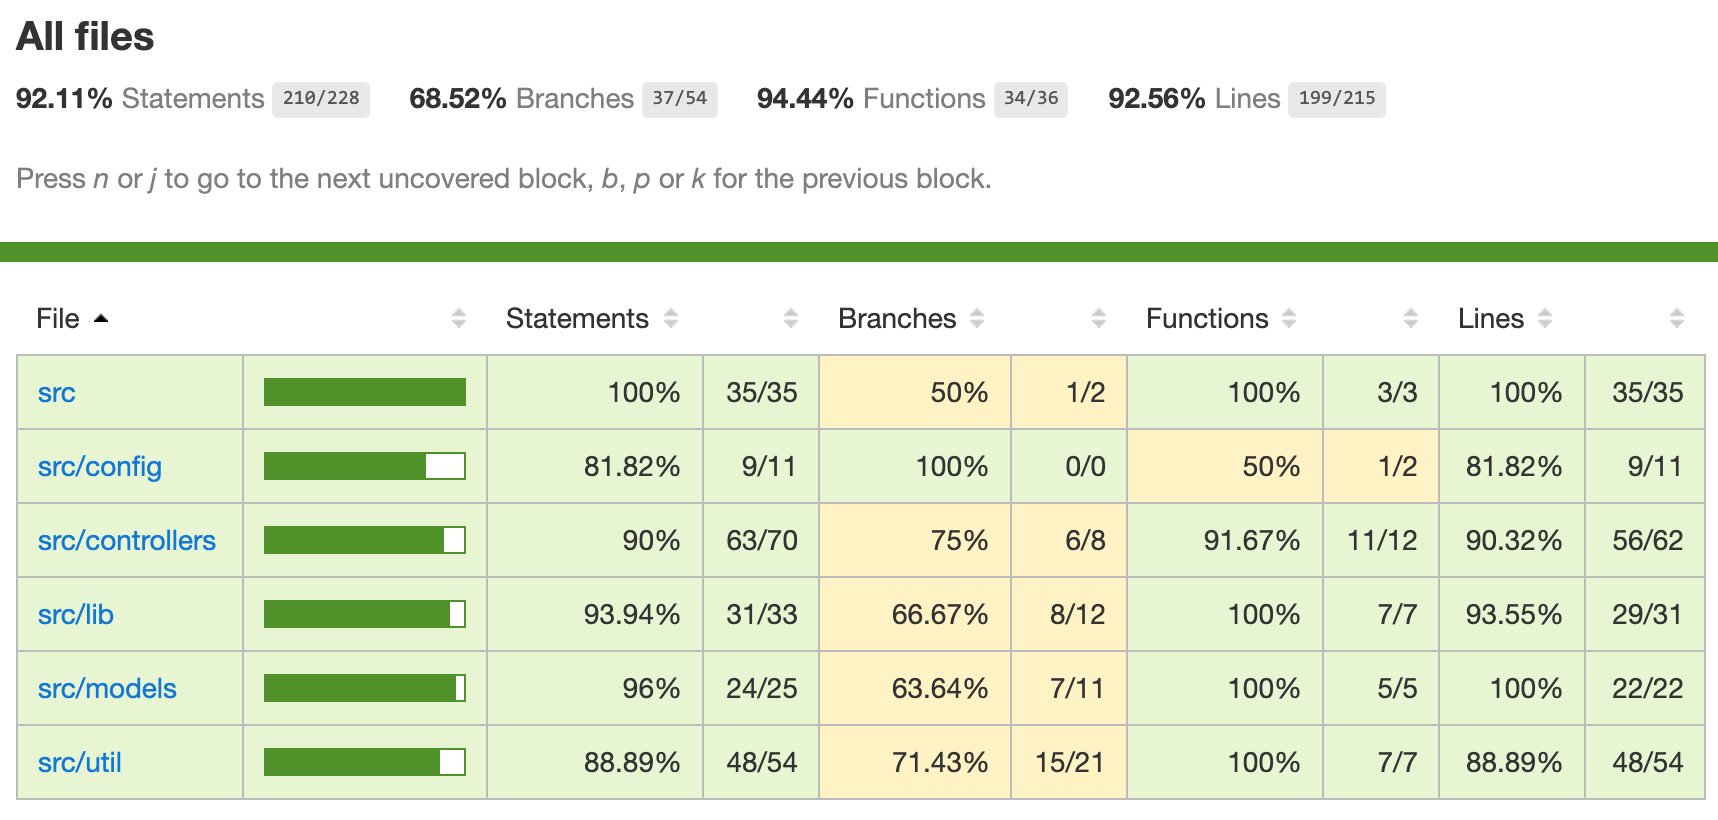 All files
92.11% Statements 210/228 68.52% Branches 37/54 94.44% Functions 34/36 92.56% Lines 199/215
Press n or j to go to the next uncovered block, b, p or k for the previous block.
File Statements Branches Functions Lines
src 100% 35/35 50% 1/2 100% 3/3 100% 35/35
src/config 81.82% 9/11 100% 0/0 50% 1/2 81.82% 9/11
src/controllers 90% 63/70 75% 6/8 91.67% 11/12 90.32% 56/62
src/lib 93.94% 31/33 66.67% 8/12 100% 7/7 93.55% 29/31
src/models 96% 24/25 63.64% 7/11 100% 5/5 100% 22/22
src/util 88.89% 48/54 71.43% 15/21 100% 7/7 88.89% 48/54